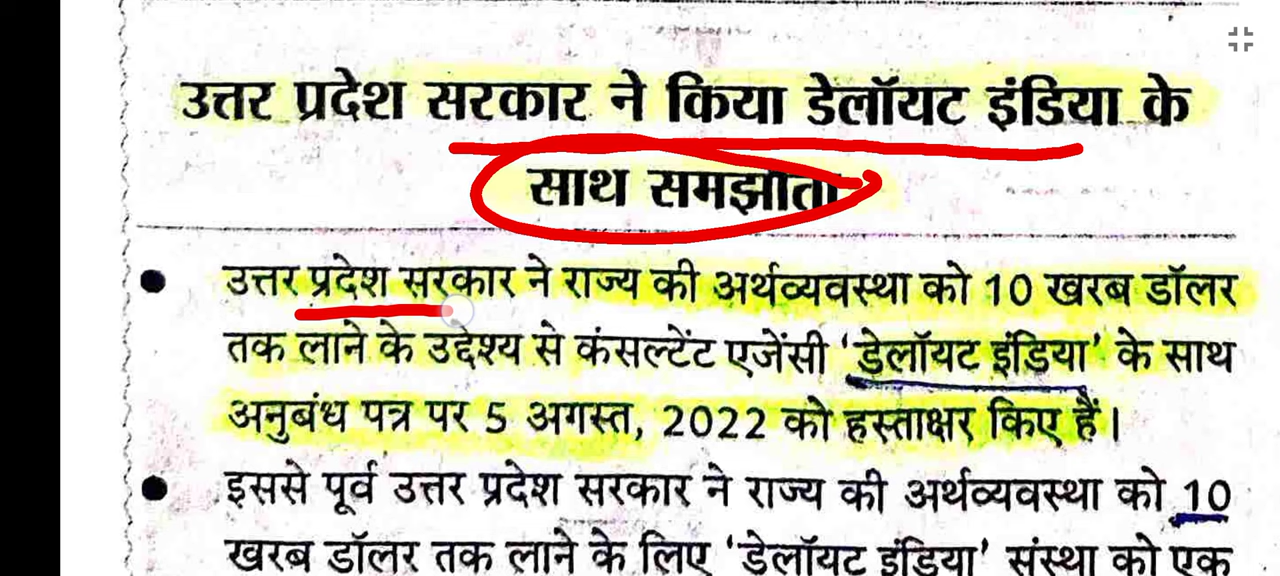 उत्तर प्रदेश सरकार ने किया डेलॉयट इंडिया के
साथ समझौता
उत्तर प्रदेश सरकार ने राज्य की अर्थव्यवस्था को 10 खरब डॉलर
तक लाने के उद्देश्य से कंसल्टेंट एजेंसी 'डेलॉयट इंडिया' के साथ
अनुबंध पत्र पर 5 अगस्त, 2022 को हस्ताक्षर किए हैं।
इससे पूर्व उत्तर प्रदेश सरकार ने राज्य की अर्थव्यवस्था को 10
खरब डॉलर तक लाने के लिए 'डेलॉयट इंडिया' संस्था को एक